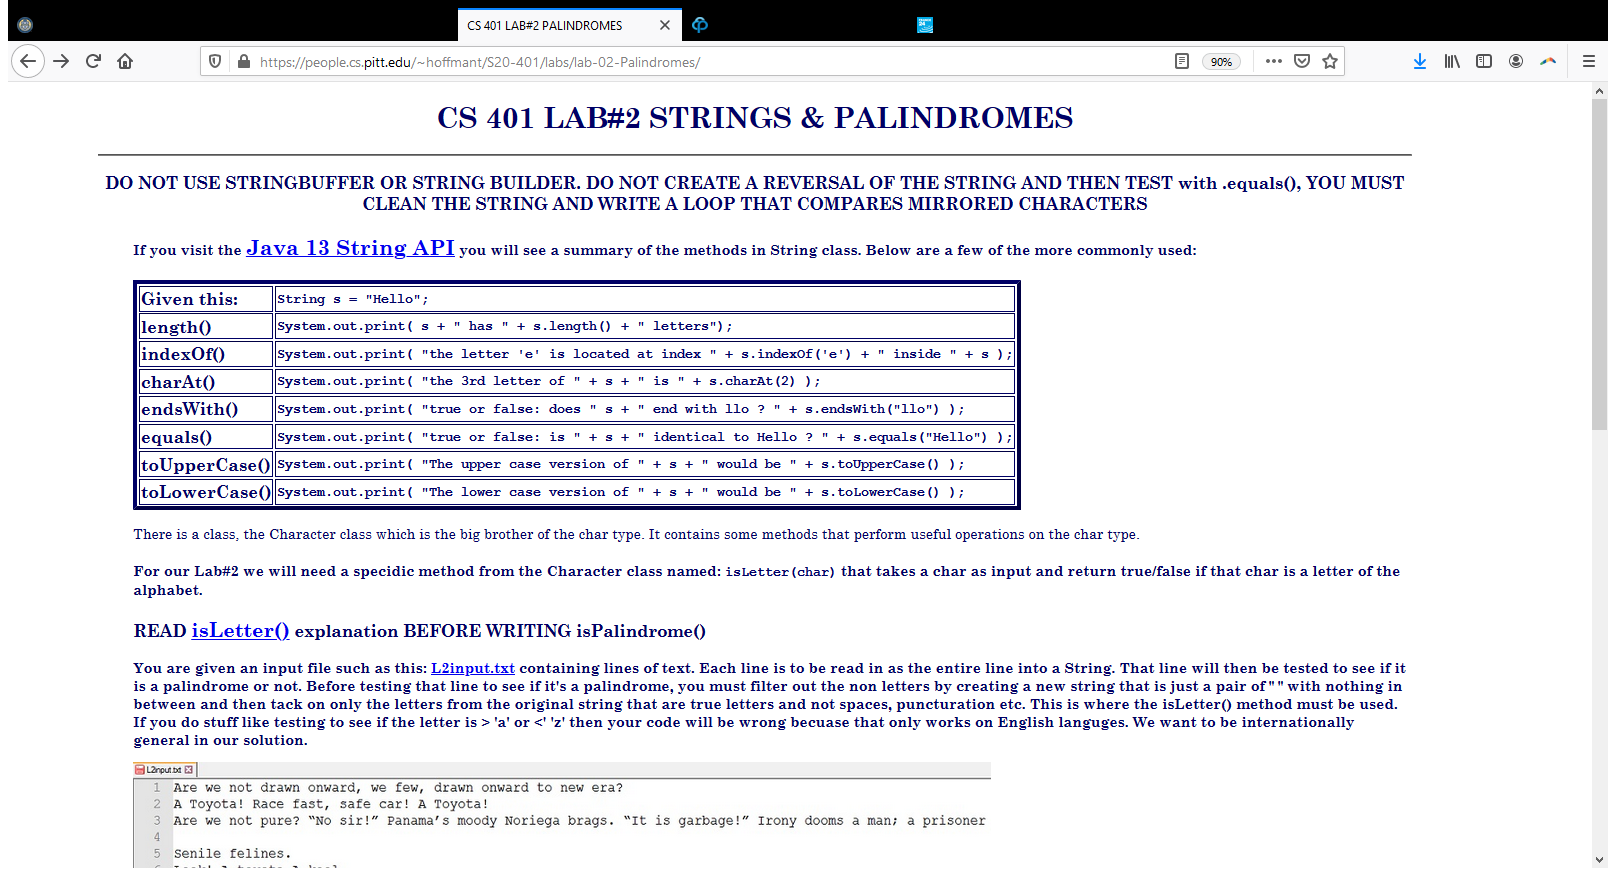 CS 401 LAB#2 PALINDROMES
https://people.cs.pitt.edu/~hoffmant/S20-401/labs/lab-02-Palindromes/
90%
CS 401 LAB#2 STRINGS & PALINDROMES
DO NOT USE STRINGBUFFER OR STRING BUILDER. DO NOT CREATE A REVERSAL OF THE STRING AND THEN TEST with .equals(), YOU MUST
CLEAN THE STRING AND WRITE A LOOP THAT COMPARES MIRRORED CHARACTERS
If you visit the Java 13 String API you will see a summary of the methods in String class. Below are a few of the more commonly used:
Given this: String s = "Hello";
length() System.out.print( s + " has " + s.length() + " letters");
indexOf() System.out.print( "the letter 'e' is located at index " + s.indexOf('e') + " inside " + s );
charAt() System.out.print( "the 3rd letter of " + s + " is " + s.charAt(2) );
endsWith() System.out.print( "true or false: does " s + " end with llo ? " + s.endsWith("llo") );
equals() System.out.print( "true or false: is " + s + " identical to Hello ? " + s.equals("Hello") );
toUpperCase() System.out.print( "The upper case version of " + s + " would be " + s.toUpperCase() );
toLowerCase() System.out.print( "The lower case version of " + s + " would be " + s.toLowerCase() );
There is a class, the Character class which is the big brother of the char type. It contains some methods that perform useful operations on the char type.
For our Lab#2 we will need a specidic method from the Character class named: isLetter(char) that takes a char as input and return true/false if that char is a letter of the
alphabet.
READ isLetter() explanation BEFORE WRITING isPalindrome()
You are given an input file such as this: L2input.txt containing lines of text. Each line is to be read in as the entire line into a String. That line will then be tested to see if it
is a palindrome or not. Before testing that line to see if it's a palindrome, you must filter out the non letters by creating a new string that is just a pair of "" with nothing in
between and then tack on only the letters from the original string that are true letters and not spaces, puncturation etc. This is where the isLetter() method must be used.
If you do stuff like testing to see if the letter is > 'a' or <' 'z' then your code will be wrong becuase that only works on English languges. We want to be internationally
general in our solution.
L2input.txt
1 Are we not drawn onward, we few, drawn onward to new era?
2 A Toyota! Race fast, safe car! A Toyota!
3 Are we not pure? “No sir!” Panama’s moody Noriega brags. “It is garbage!” Irony dooms a man; a prisoner
4
5 Senile felines.